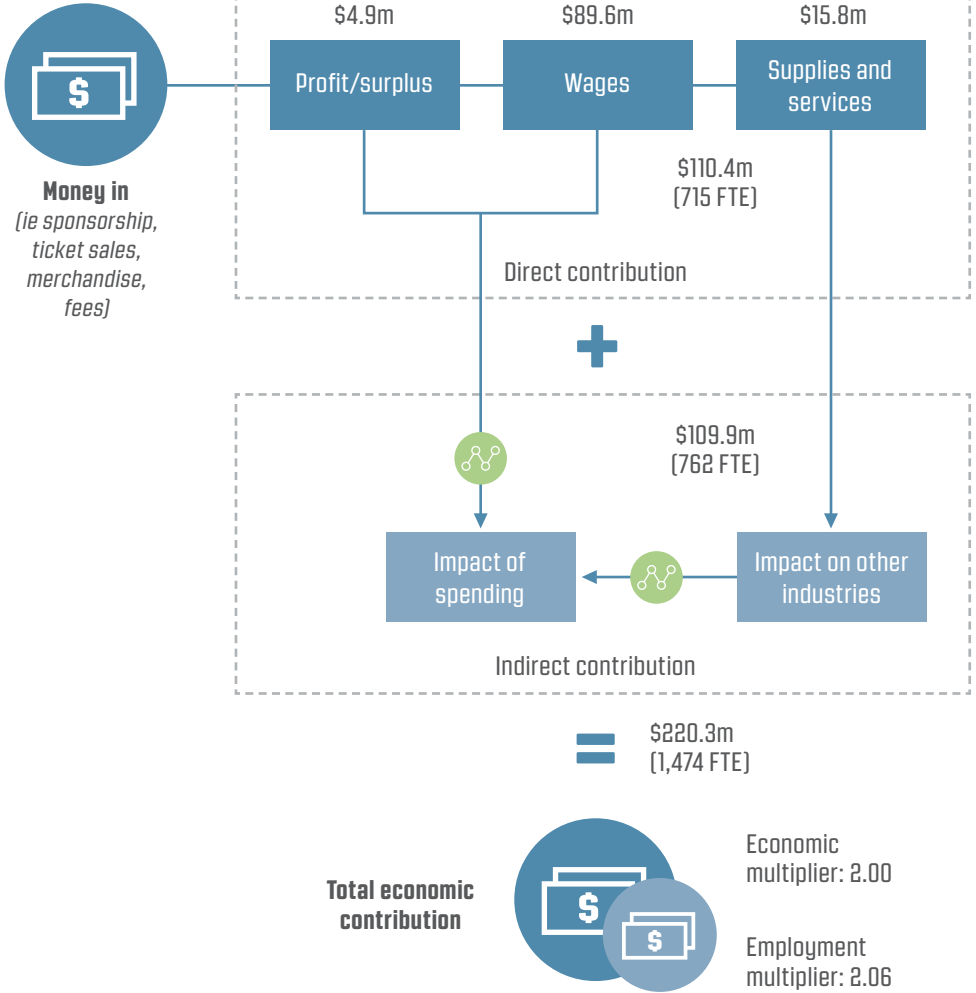 $4.9m
$89.6m
$15.8m
$
Profit/surplus
Wages
Supplies and
services
Money in
(ie sponsorship,
ticket sales,
merchandise,
fees)
$110.4m
(715 FTE)
Direct contribution
$109.9m
(762 FTE)
Impact of
spending
Impact on other
industries
Indirect contribution
$220.3m
(1,474 FTE)
Total economic
contribution
$
$
Economic
multiplier: 2.00
Employment
multiplier: 2.06